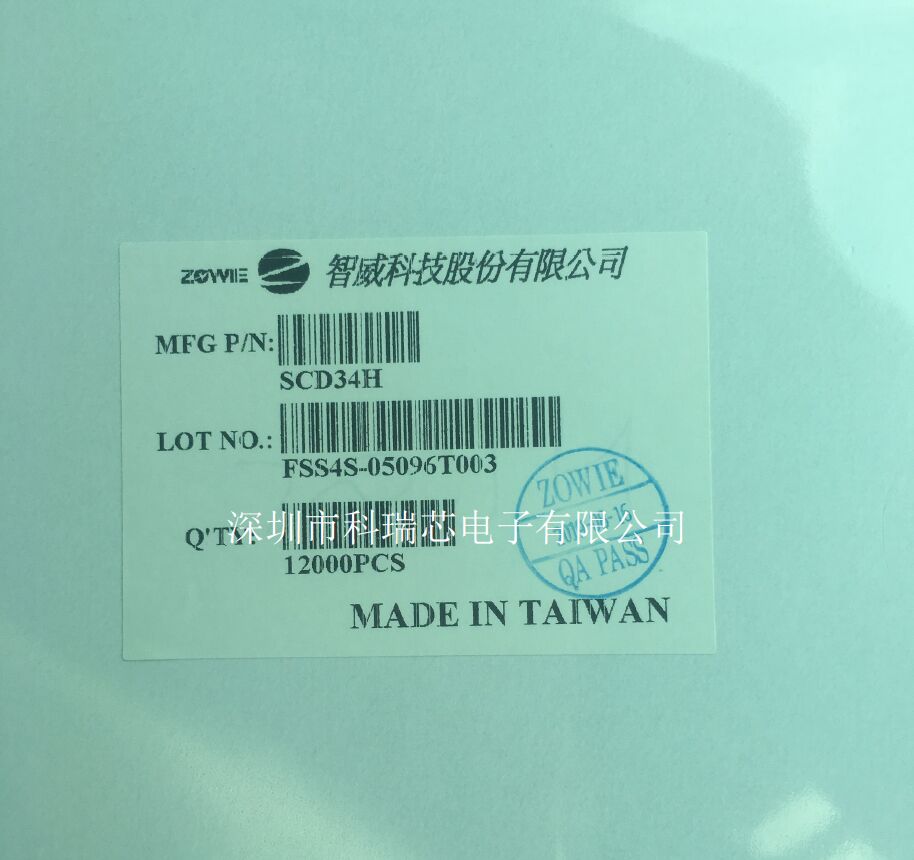 ZOWIE 智威科技股份有限公司
MFG P/N:
SCD34H
LOT NO.:
FSS4S-05096T003
ZOWIE
Q'TY:
深圳市科瑞芯电子有限公司
QA PASS
12000PCS
MADE IN TAIWAN